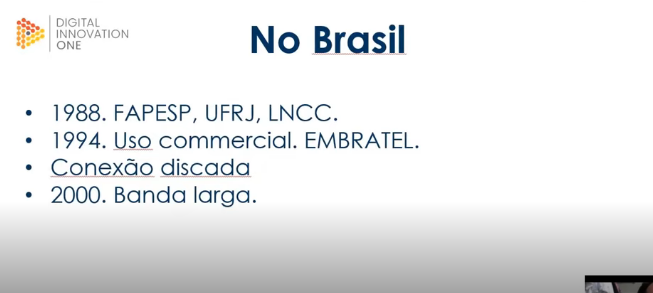 DIGITAL
INNOVATION
ONE
No Brasil
• 1988. FAPESP, UFRJ, LNCC.
• 1994. Uso commercial. EMBRATEL.
• Conexão discada
• 2000. Banda larga.